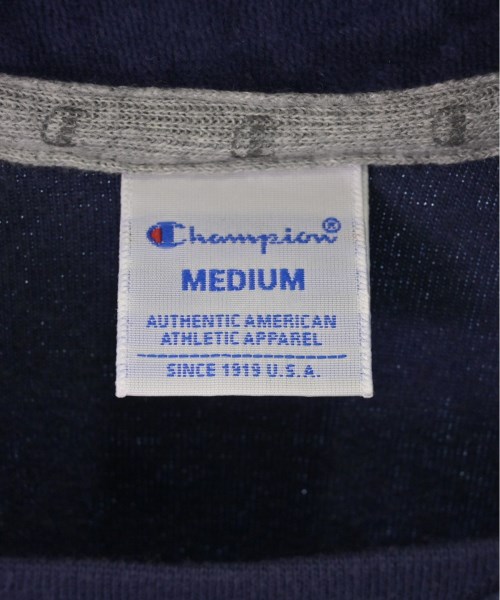 Champion®
MEDIUM
AUTHENTIC AMERICAN
ATHLETIC APPAREL
SINCE 1919 U.S.A.